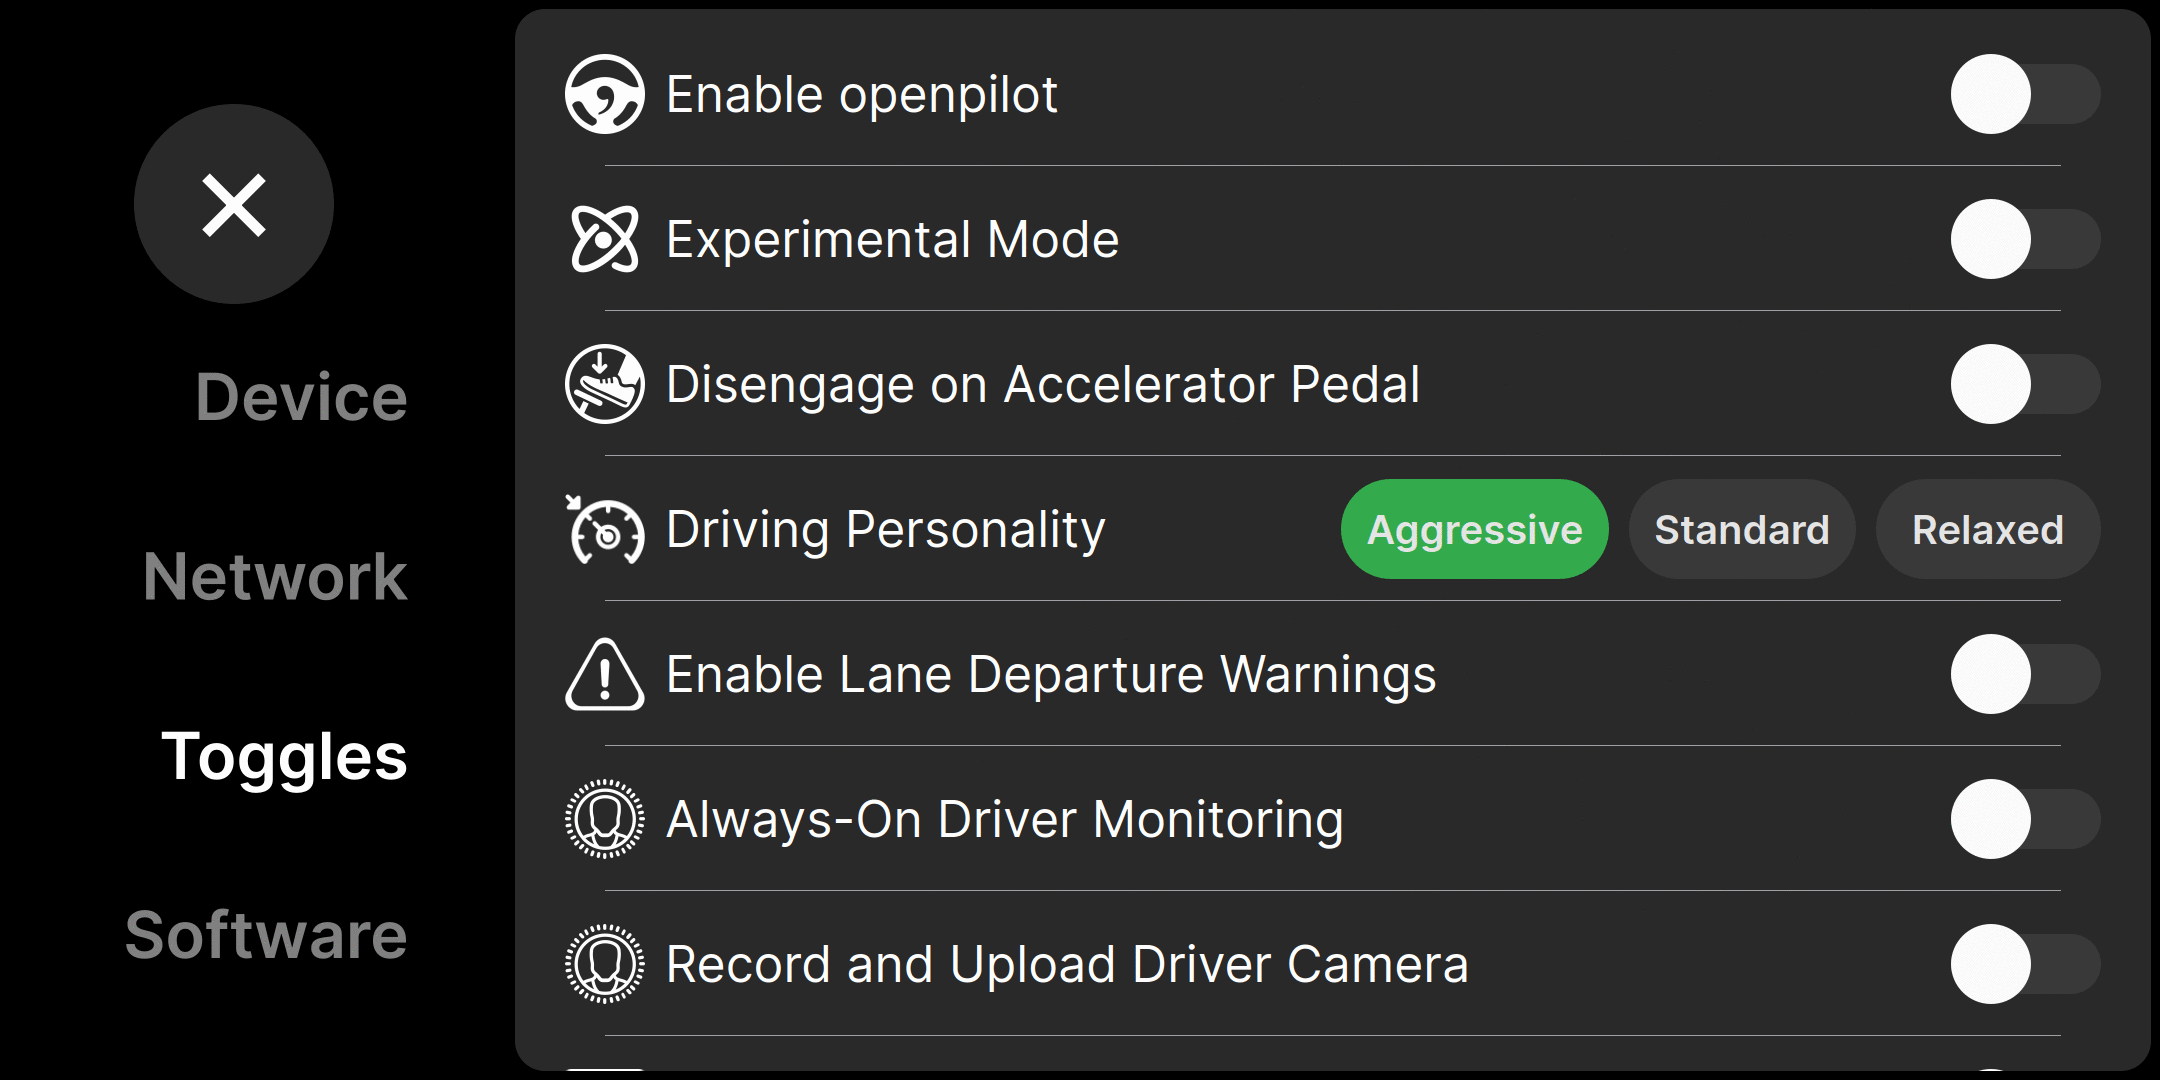 Device
Network
Toggles
Software
Enable openpilot
Experimental Mode
Disengage on Accelerator Pedal
Driving Personality Aggressive Standard Relaxed
Enable Lane Departure Warnings
Always-On Driver Monitoring
Record and Upload Driver Camera